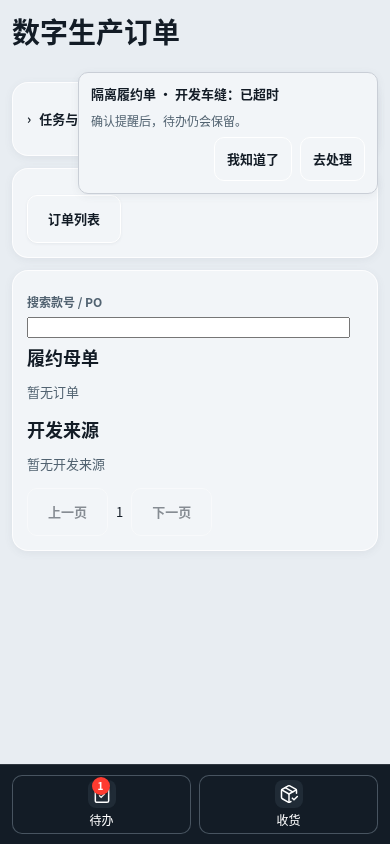 数字生产订单
隔离履约单 · 开发车缝：已超时
确认提醒后，待办仍会保留。
我知道了
去处理
› 任务与
订单列表
搜索款号 / PO
履约母单
暂无订单
开发来源
暂无开发来源
上一页 1 下一页
1
待办
收货